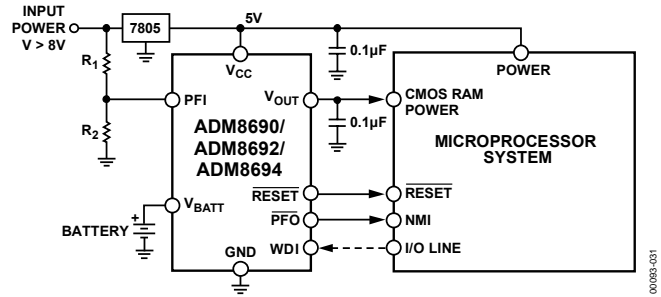 INPUT
POWER
V > 8V
7805
5V
R1
R2
0.1µF
VCC
PFI
VOUT
0.1µF
ADM8690/
ADM8692/
ADM8694
VBATT
BATTERY
+
RESET
PFO
WDI
GND
POWER
CMOS RAM
POWER
MICROPROCESSOR
SYSTEM
RESET
NMI
I/O LINE
00093-031